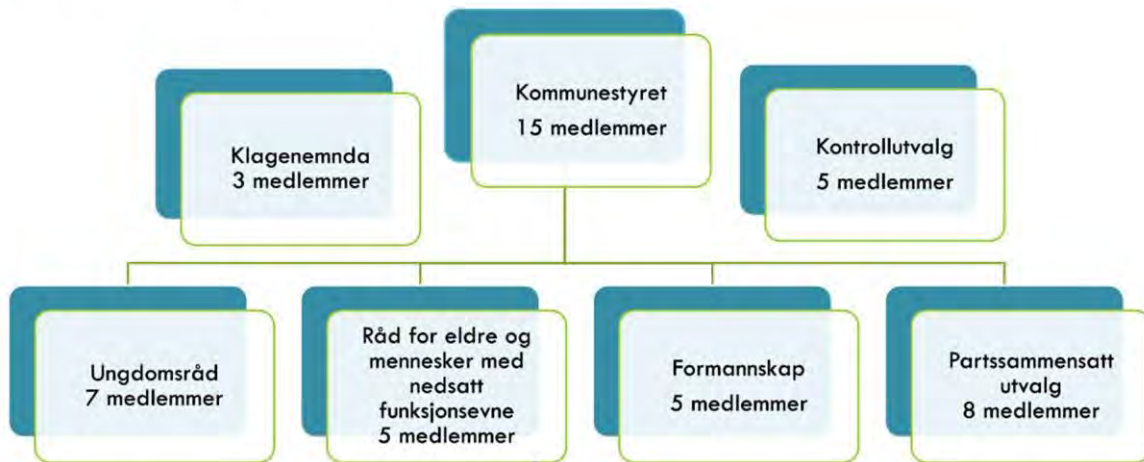 Kommunestyret
15 medlemmer
Klagenemnda
3 medlemmer
Kontrollutvalg
5 medlemmer
Ungdomsråd
7 medlemmer
Råd for eldre og
mennesker med
nedsatt
funksjonsevne
5 medlemmer
Formannskap
5 medlemmer
Partssammensatt
utvalg
8 medlemmer